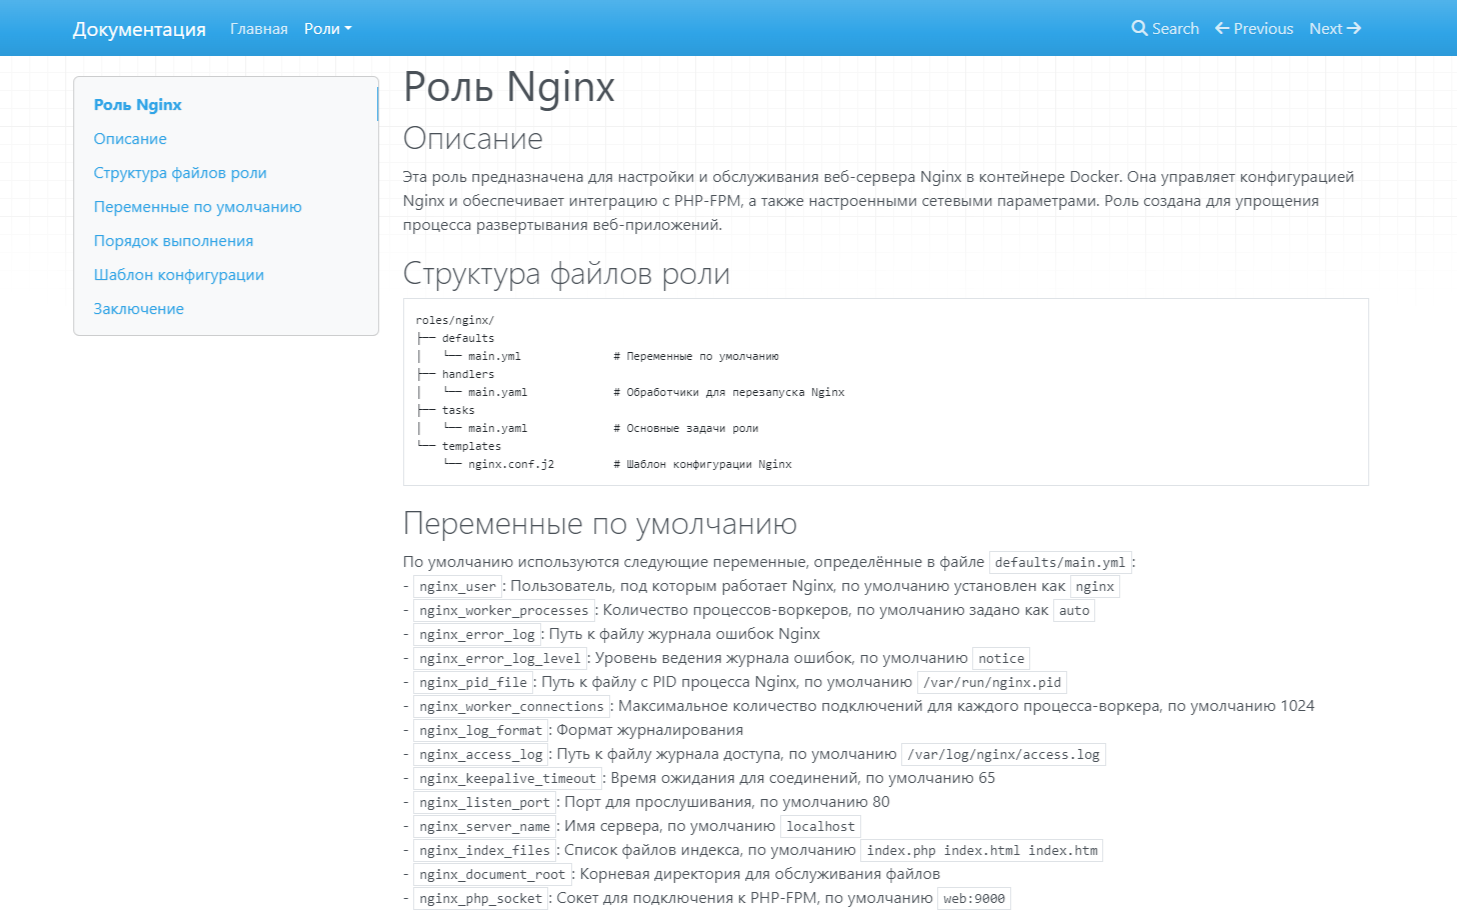 Документация Главная Роли Search Previous Next
Роль Nginx
Описание
Структура файлов роли
Переменные по умолчанию
Порядок выполнения
Шаблон конфигурации
Заключение
Роль Nginx
Описание
Эта роль предназначена для настройки и обслуживания веб-сервера Nginx в контейнере Docker. Она управляет конфигурацией
Nginx и обеспечивает интеграцию с PHP-FPM, а также настроенными сетевыми параметрами. Роль создана для упрощения
процесса развертывания веб-приложений.
Структура файлов роли
roles/nginx/
├── defaults
│   └── main.yml              # Переменные по умолчанию
├── handlers
│   └── main.yaml             # Обработчики для перезапуска Nginx
├── tasks
│   └── main.yaml             # Основные задачи роли
└── templates
    └── nginx.conf.j2         # Шаблон конфигурации Nginx
Переменные по умолчанию
По умолчанию используются следующие переменные, определённые в файле defaults/main.yml:
- nginx_user: Пользователь, под которым работает Nginx, по умолчанию установлен как nginx
- nginx_worker_processes: Количество процессов-воркеров, по умолчанию задано как auto
- nginx_error_log: Путь к файлу журнала ошибок Nginx
- nginx_error_log_level: Уровень ведения журнала ошибок, по умолчанию notice
- nginx_pid_file: Путь к файлу с PID процесса Nginx, по умолчанию /var/run/nginx.pid
- nginx_worker_connections: Максимальное количество подключений для каждого процесса-воркера, по умолчанию 1024
- nginx_log_format: Формат журналирования
- nginx_access_log: Путь к файлу журнала доступа, по умолчанию /var/log/nginx/access.log
- nginx_keepalive_timeout: Время ожидания для соединений, по умолчанию 65
- nginx_listen_port: Порт для прослушивания, по умолчанию 80
- nginx_server_name: Имя сервера, по умолчанию localhost
- nginx_index_files: Список файлов индекса, по умолчанию index.php index.html index.htm
- nginx_document_root: Корневая директория для обслуживания файлов
- nginx_php_socket: Сокет для подключения к PHP-FPM, по умолчанию web:9000